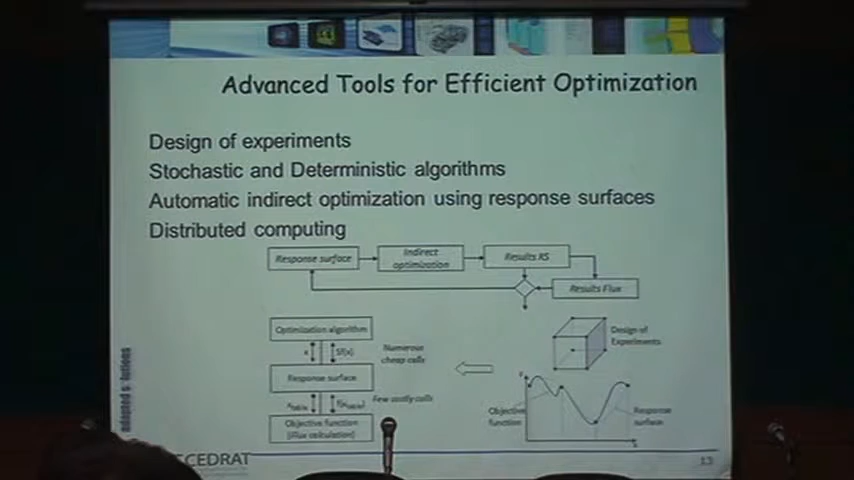 Advanced Tools for Efficient Optimization
Design of experiments
Stochastic and Deterministic algorithms
Automatic indirect optimization using response surfaces
Distributed computing
Response surface
Indirect
optimization
Results RS
Results Flux
Optimization algorithm
x
Sf(x)
Numerous
cheap calls
Response surface
Few costly calls
Objective function
(Flux calculation)
Design of
Experiments
Objective
function
Response
surface
CEDRAT
13